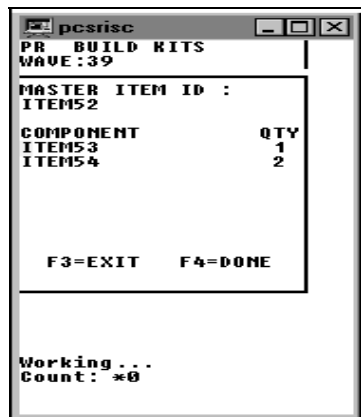 pcsrisc
PR BUILD KITS
WAVE:39
MASTER ITEM ID :
ITEM52
COMPONENT QTY
ITEM53 1
ITEM54 2
F3=EXIT F4=DONE
Working...
Count: *0